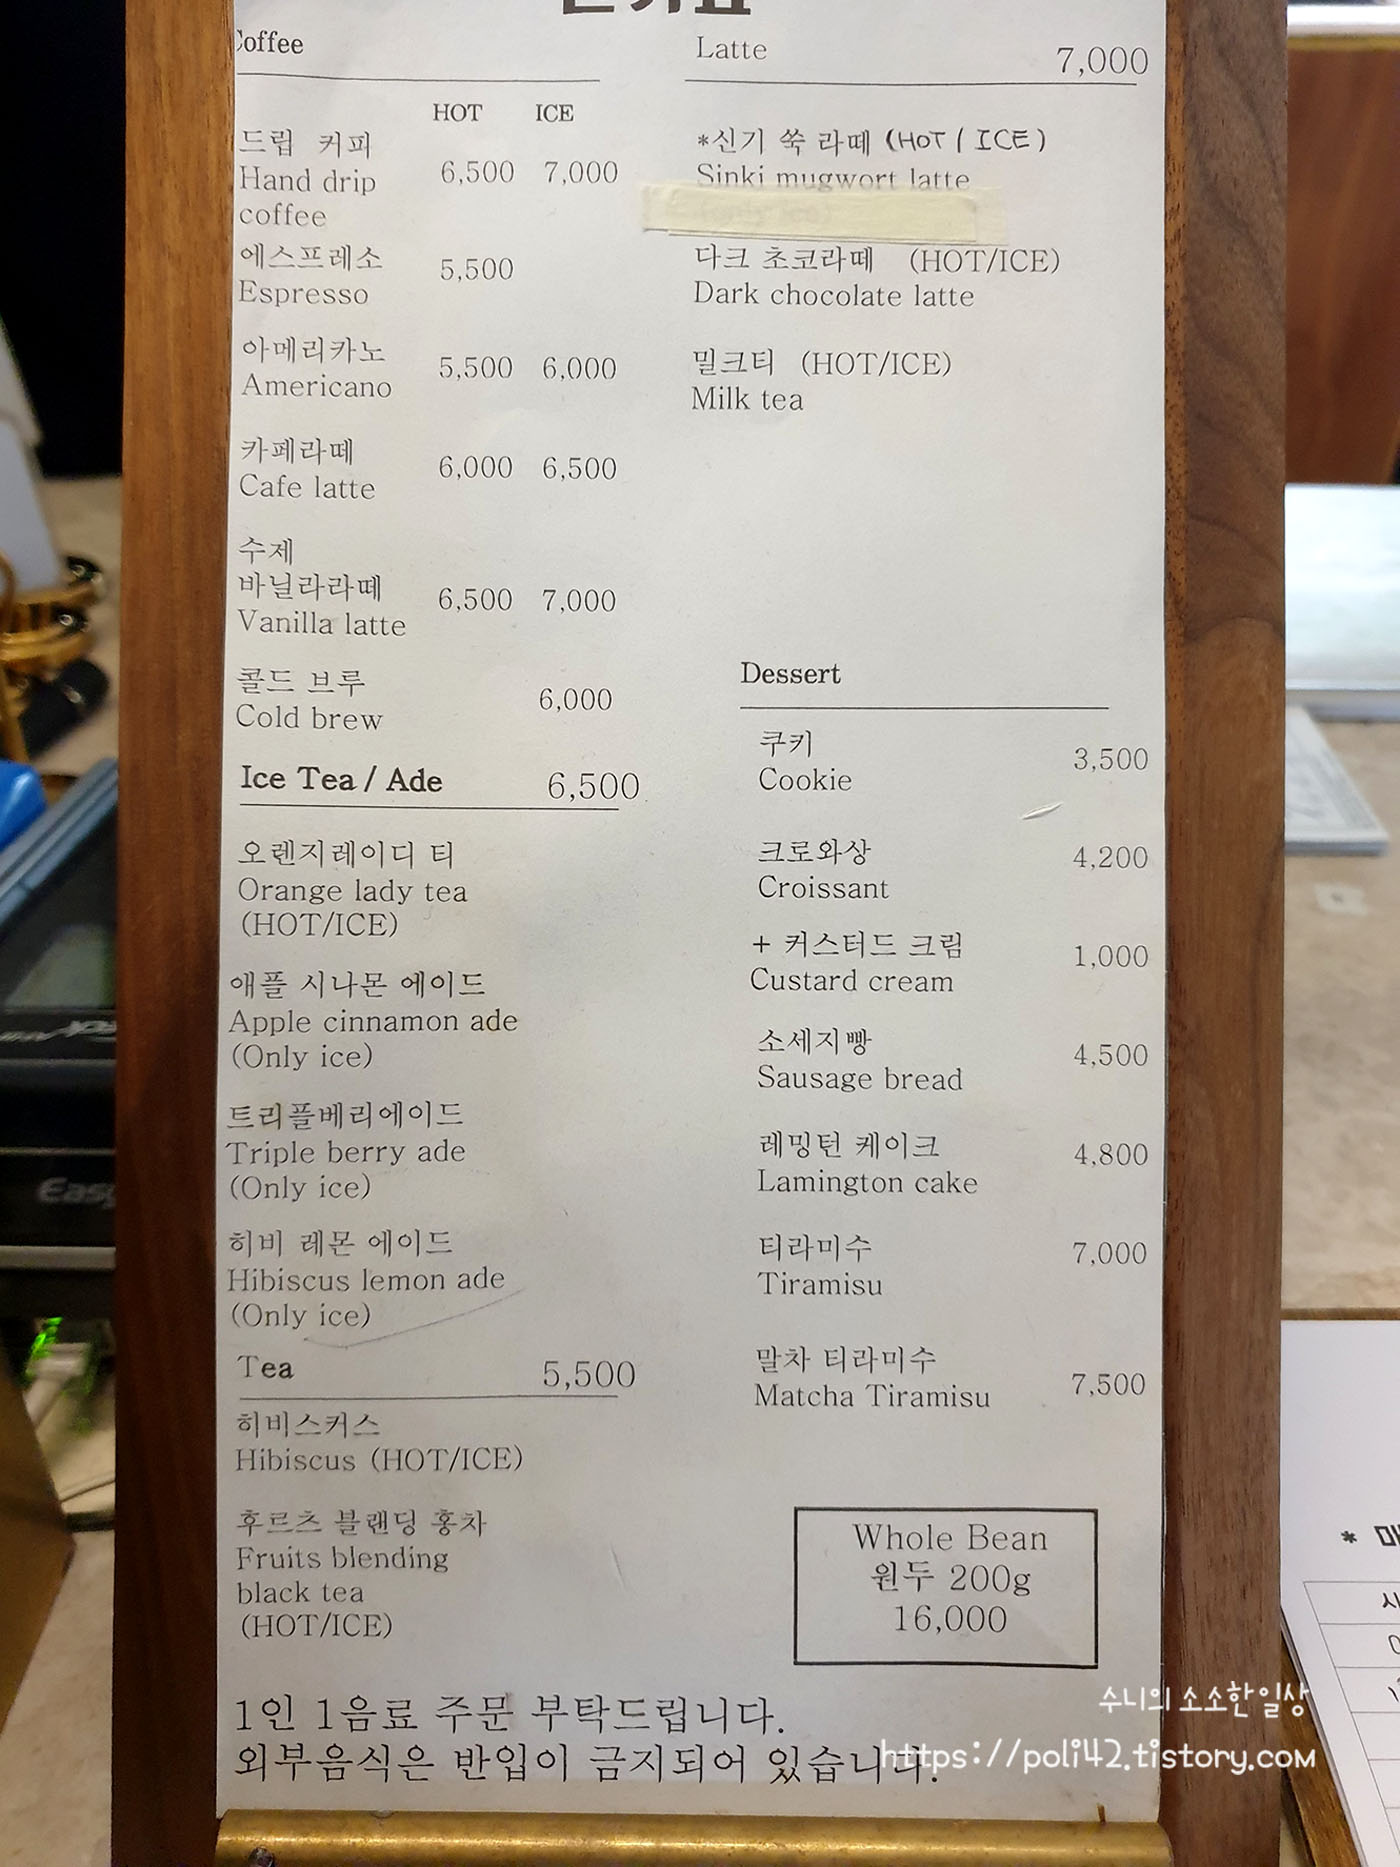 Coffee
HOT ICE
드립 커피
Hand drip
coffee
6,500 7,000
에스프레소
Espresso
5,500
아메리카노
Americano
5,500 6,000
카페라떼
Cafe latte
6,000 6,500
수제
바닐라라떼
Vanilla latte
6,500 7,000
콜드 브루
Cold brew
6,000
Ice Tea / Ade 6,500
오렌지레이디 티
Orange lady tea
(HOT/ICE)
애플 시나몬 에이드
Apple cinnamon ade
(Only ice)
트리플베리에이드
Triple berry ade
(Only ice)
히비 레몬 에이드
Hibiscus lemon ade
(Only ice)
Tea 5,500
히비스커스
Hibiscus (HOT/ICE)
후르츠 블랜딩 홍차
Fruits blending
black tea
(HOT/ICE)
Latte 7,000
*신기 쑥 라떼 (HOT / ICE)
Sinki mugwort latte
(Only ice)
다크 초코라떼 (HOT/ICE)
Dark chocolate latte
밀크티 (HOT/ICE)
Milk tea
Dessert
쿠키
Cookie
3,500
크로와상
Croissant
4,200
+ 커스터드 크림
Custard cream
1,000
소세지빵
Sausage bread
4,500
레밍턴 케이크
Lamington cake
4,800
티라미수
Tiramisu
7,000
말차 티라미수
Matcha Tiramisu
7,500
Whole Bean
원두 200g
16,000
1인 1음료 주문 부탁드립니다.
외부음식은 반입이 금지되어 있습니다.
수니의 소소한일상
https://poli42.tistory.com
Easy